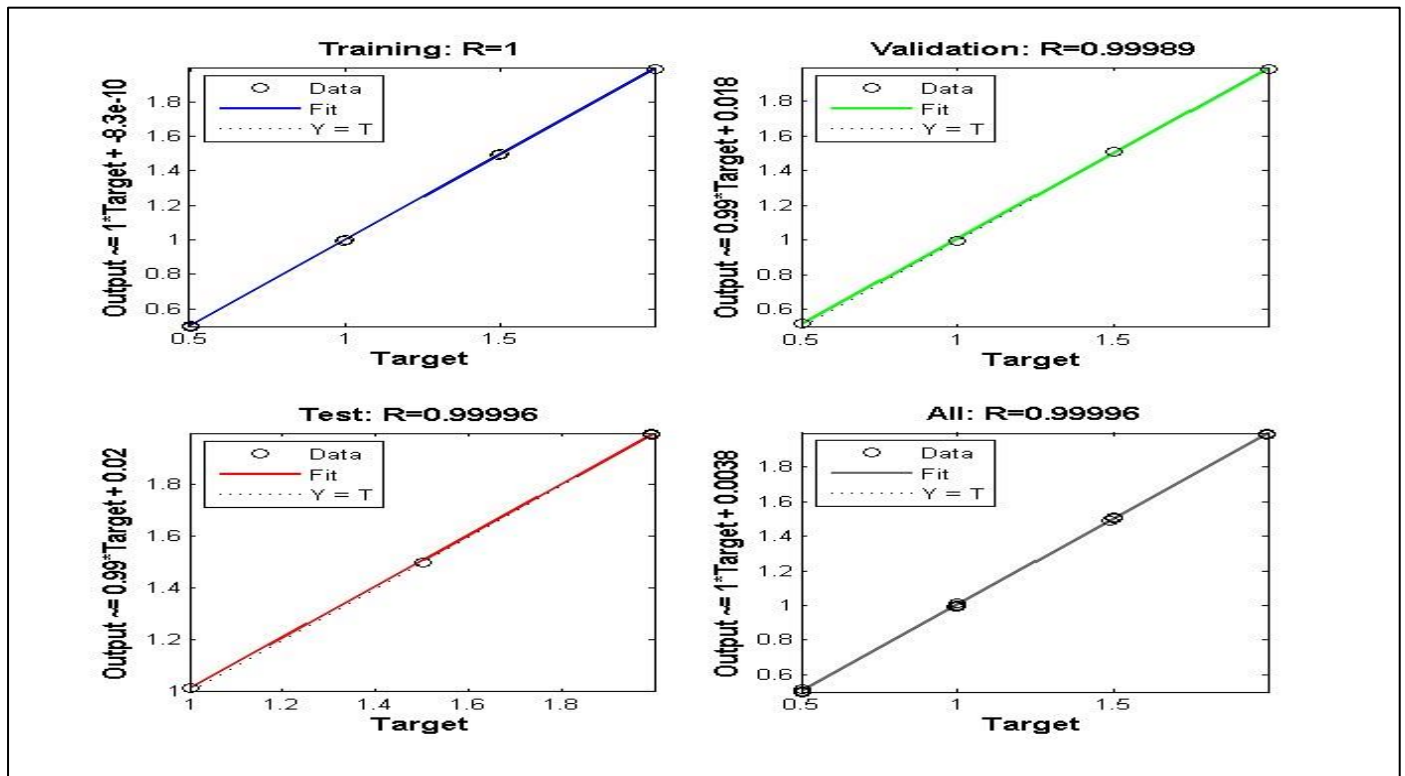 Training: R=1
Output ~= 1*Target + -8.3e-10
Data
Fit
Y = T
1.8
1.6
1.4
1.2
1
0.8
0.6
0.5
1
1.5
Target
Validation: R=0.99989
Output ~= 0.99*Target + 0.018
Data
Fit
Y = T
1.8
1.6
1.4
1.2
1
0.8
0.6
0.5
1
1.5
Target
Test: R=0.99996
Output ~= 0.99*Target + 0.02
Data
Fit
Y = T
1.8
1.6
1.4
1.2
1
1
1.2
1.4
1.6
1.8
Target
All: R=0.99996
Output ~= 1*Target + 0.0038
Data
Fit
Y = T
1.8
1.6
1.4
1.2
1
0.8
0.6
0.5
1
1.5
Target